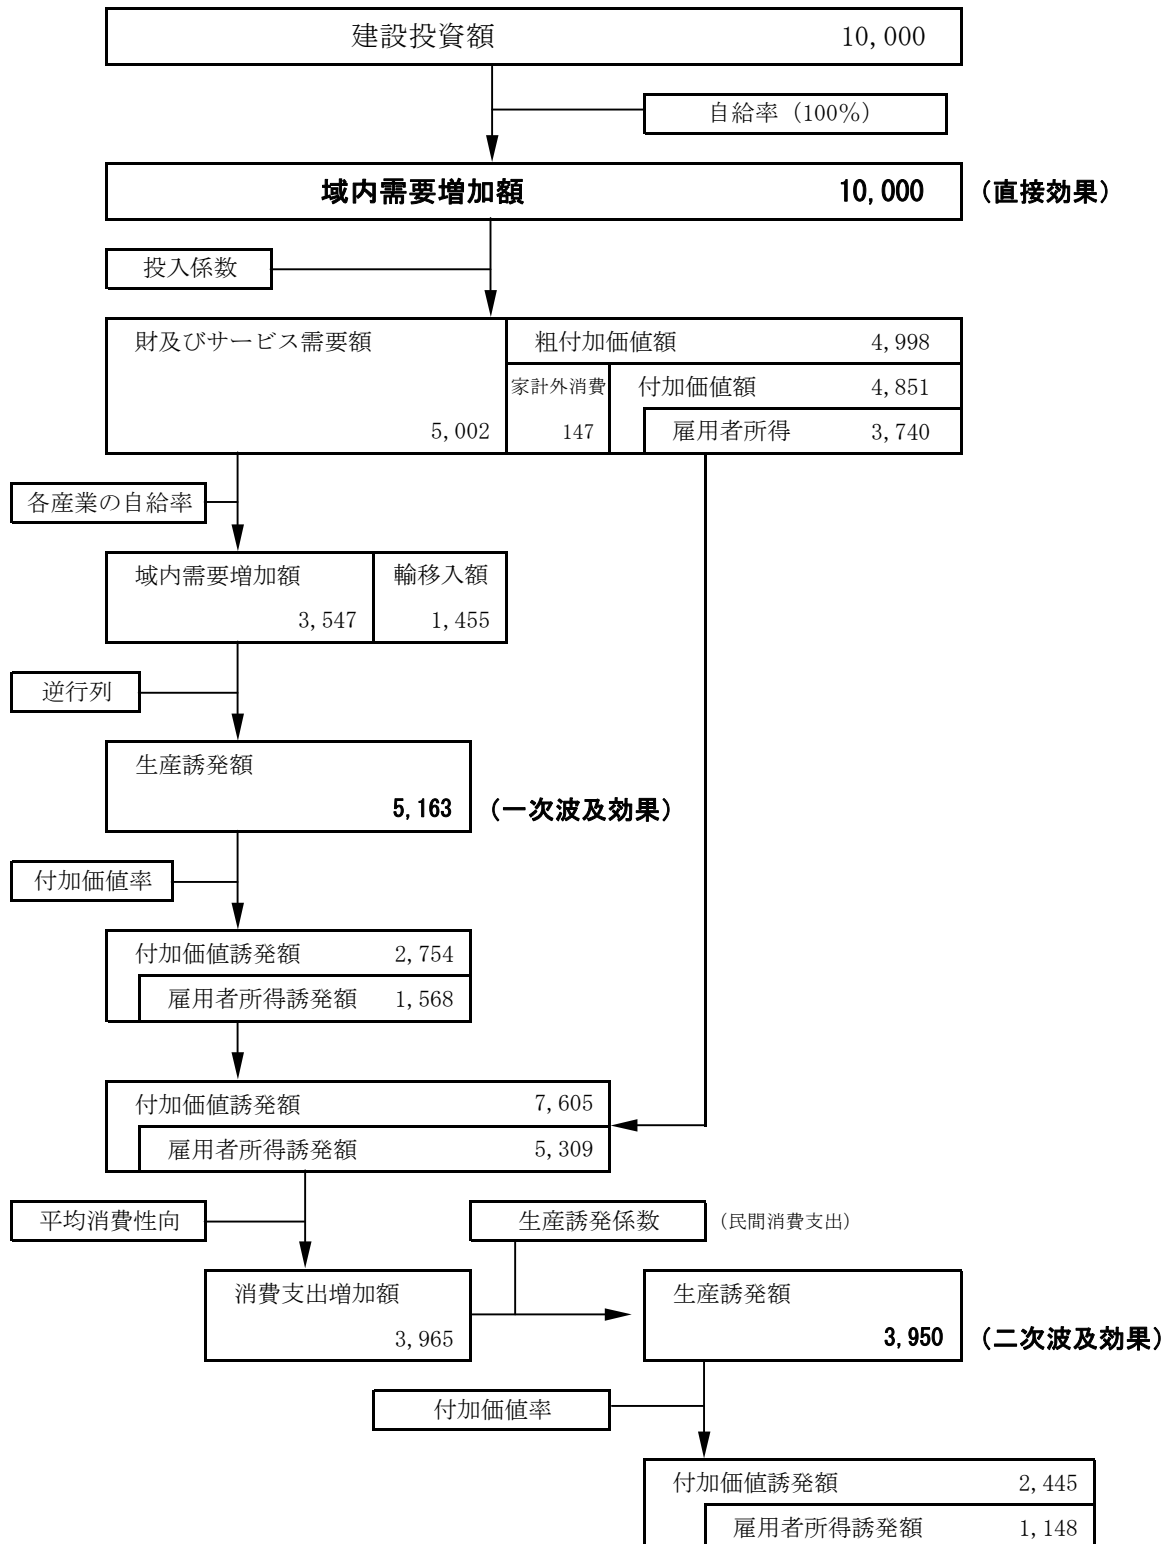 建設投資額 10,000
自給率（100％）
域内需要増加額 10,000 （直接効果）
投入係数
財及びサービス需要額 粗付加価値額 4,998
家計外消費 付加価値額 4,851
5,002 147 雇用者所得 3,740
各産業の自給率
域内需要増加額 輸移入額
3,547 1,455
逆行列
生産誘発額
5,163 （一次波及効果）
付加価値率
付加価値誘発額 2,754
雇用者所得誘発額 1,568
付加価値誘発額 7,605
雇用者所得誘発額 5,309
平均消費性向 生産誘発係数 （民間消費支出）
消費支出増加額 生産誘発額
3,965 3,950 （二次波及効果）
付加価値率
付加価値誘発額 2,445
雇用者所得誘発額 1,148